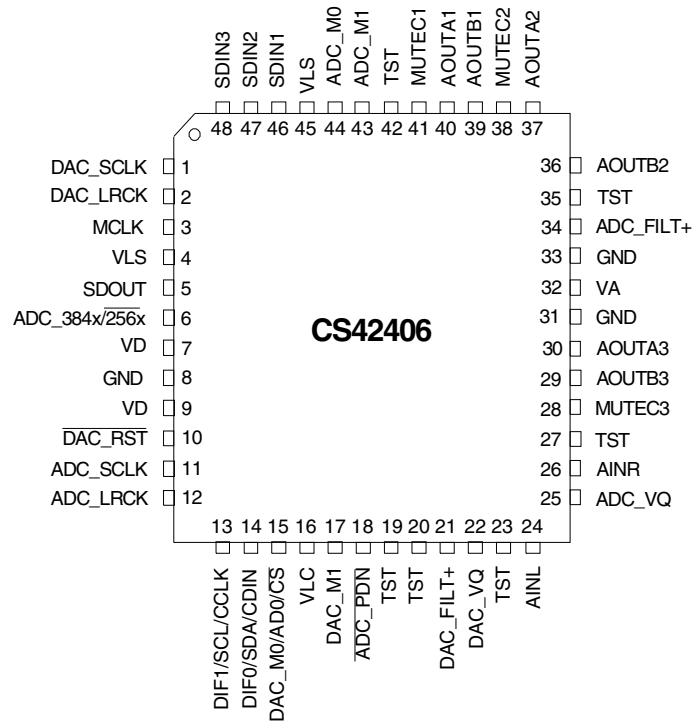 SDIN3
SDIN2
SDIN1
VLS
ADC_M0
ADC_M1
TST
MUTEC1
AOUTA1
AOUTB1
MUTEC2
AOUTA2
48 47 46 45 44 43 42 41 40 39 38 37
DAC_SCLK 1
DAC_LRCK 2
MCLK 3
VLS 4
SDOUT 5
ADC_384x/256x 6
VD 7
GND 8
VD 9
DAC_RST 10
ADC_SCLK 11
ADC_LRCK 12
CS42406
36 AOUTB2
35 TST
34 ADC_FILT+
33 GND
32 VA
31 GND
30 AOUTA3
29 AOUTB3
28 MUTEC3
27 TST
26 AINR
25 ADC_VQ
13 14 15 16 17 18 19 20 21 22 23 24
DIF1/SCL/CCLK
DIF0/SDA/CDIN
DAC_M0/AD0/CS
VLC
DAC_M1
ADC_PDN
TST
TST
DAC_FILT+
DAC_VQ
TST
AINL